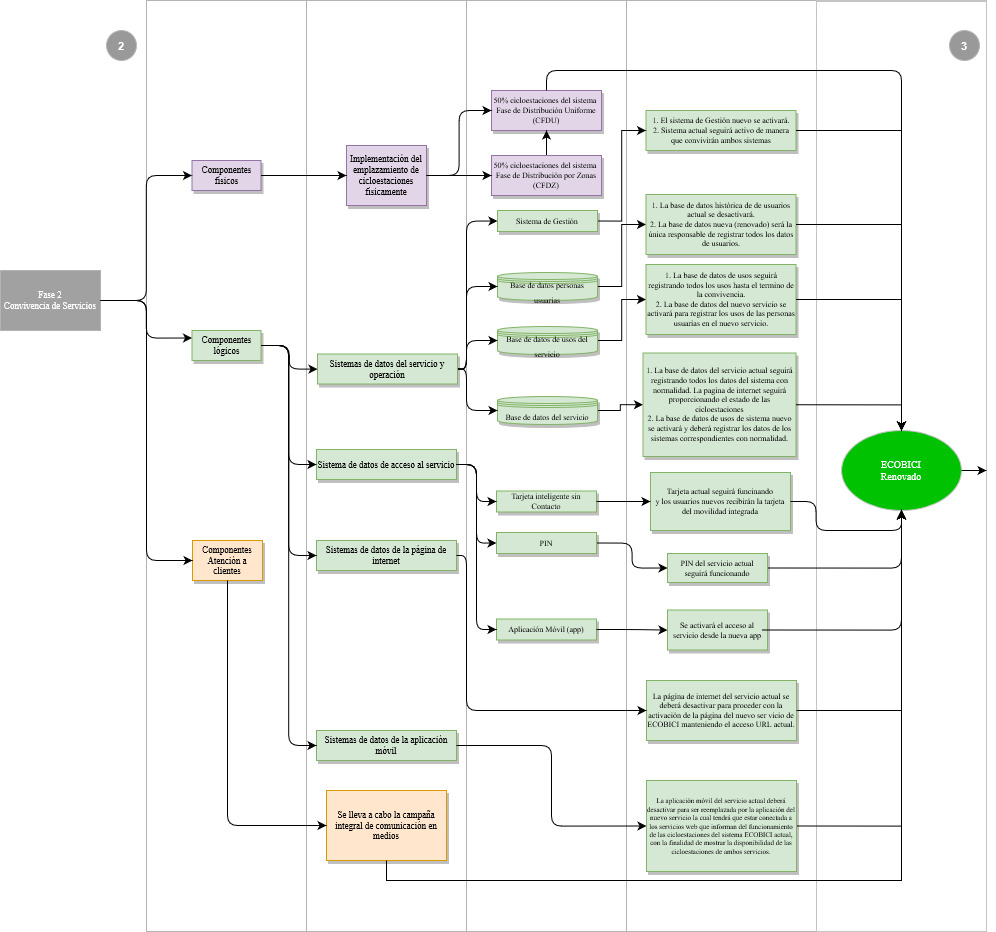 2
3
Fase 2
Convivencia de Servicios
Componentes
físicos
Implementación del
emplazamiento de
cicloestaciones
físicamente
50% cicloestaciones del sistema
Fase de Distribución Uniforme
(CFDU)
50% cicloestaciones del sistema
Fase de Distribución por Zonas
(CFDZ)
Componentes
lógicos
Sistemas de datos del servicio y
operación
Sistema de Gestión
1. El sistema de Gestión nuevo se activará.
2. Sistema actual seguirá activo de manera
que convivirán ambos sistemas
Base de datos personas
usuarias
1. La base de datos histórica de de usuarios
actual se desactivará.
2. La base de datos nueva (renovado) será la
única responsable de registrar todos los datos
de usuarios.
Base de datos de usos del
servicio
1. La base de datos de usos seguirá
registrando todos los usos hasta el termino de
la convivencia.
2. La base de datos del nuevo servicio se
activará para registrar los usos de las personas
usuarias en el nuevo servicio.
Base de datos del servicio
1. La base de datos del servicio actual seguirá
registrando todos los datos del sistema con
normalidad. La pagina de internet seguirá
proporcionando el estado de las
cicloestaciones
2. La base de datos de usos de sistema nuevo
se activará y deberá registrar los datos de los
sistemas correspondientes con normalidad.
Sistema de datos de acceso al servicio
Tarjeta inteligente sin
Contacto
Tarjeta actual seguirá funcinando
y los usuarios nuevos recibirán la tarjeta
del movilidad integrada
PIN
PIN del servicio actual
seguirá funcionando
Aplicación Móvil (app)
Se activará el acceso al
servicio desde la nueva app
Sistemas de datos de la página de
internet
La página de internet del servicio actual se
deberá desactivar para proceder con la
activación de la página del nuevo ser vicio de
ECOBICI manteniendo el acceso URL actual.
Sistemas de datos de la aplicación
móvil
La aplicación móvil del servicio actual deberá
desactivar para ser reemplazada por la aplicación del
nuevo servicio la cual tendrá que estar conectada a
los servicios web que informan del funcionamiento
de las cicloestaciones del sistema ECOBICI actual,
con la finalidad de mostrar la disponibilidad de las
cicloestaciones de ambos servicios.
Componentes
Atención a
clientes
Se lleva a cabo la campaña
integral de comunicación en
medios
ECOBICI
Renovado